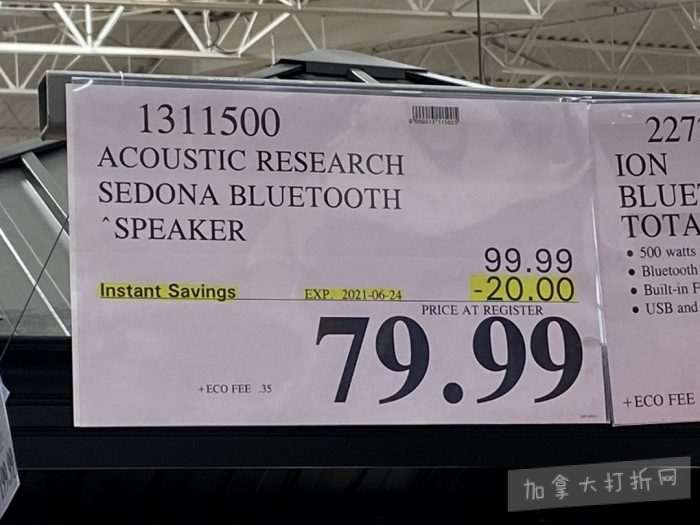 1311500
ACOUSTIC RESEARCH
SEDONA BLUETOOTH
^SPEAKER
99.99
Instant Savings EXP. 2021-06-24 -20.00
PRICE AT REGISTER
79.99
+ECO FEE .35
227
ION
BLUE
TOTA
• 500 watts
• Bluetooth
• Built-in F
• USB and
+ECO FEE
加拿大打折网